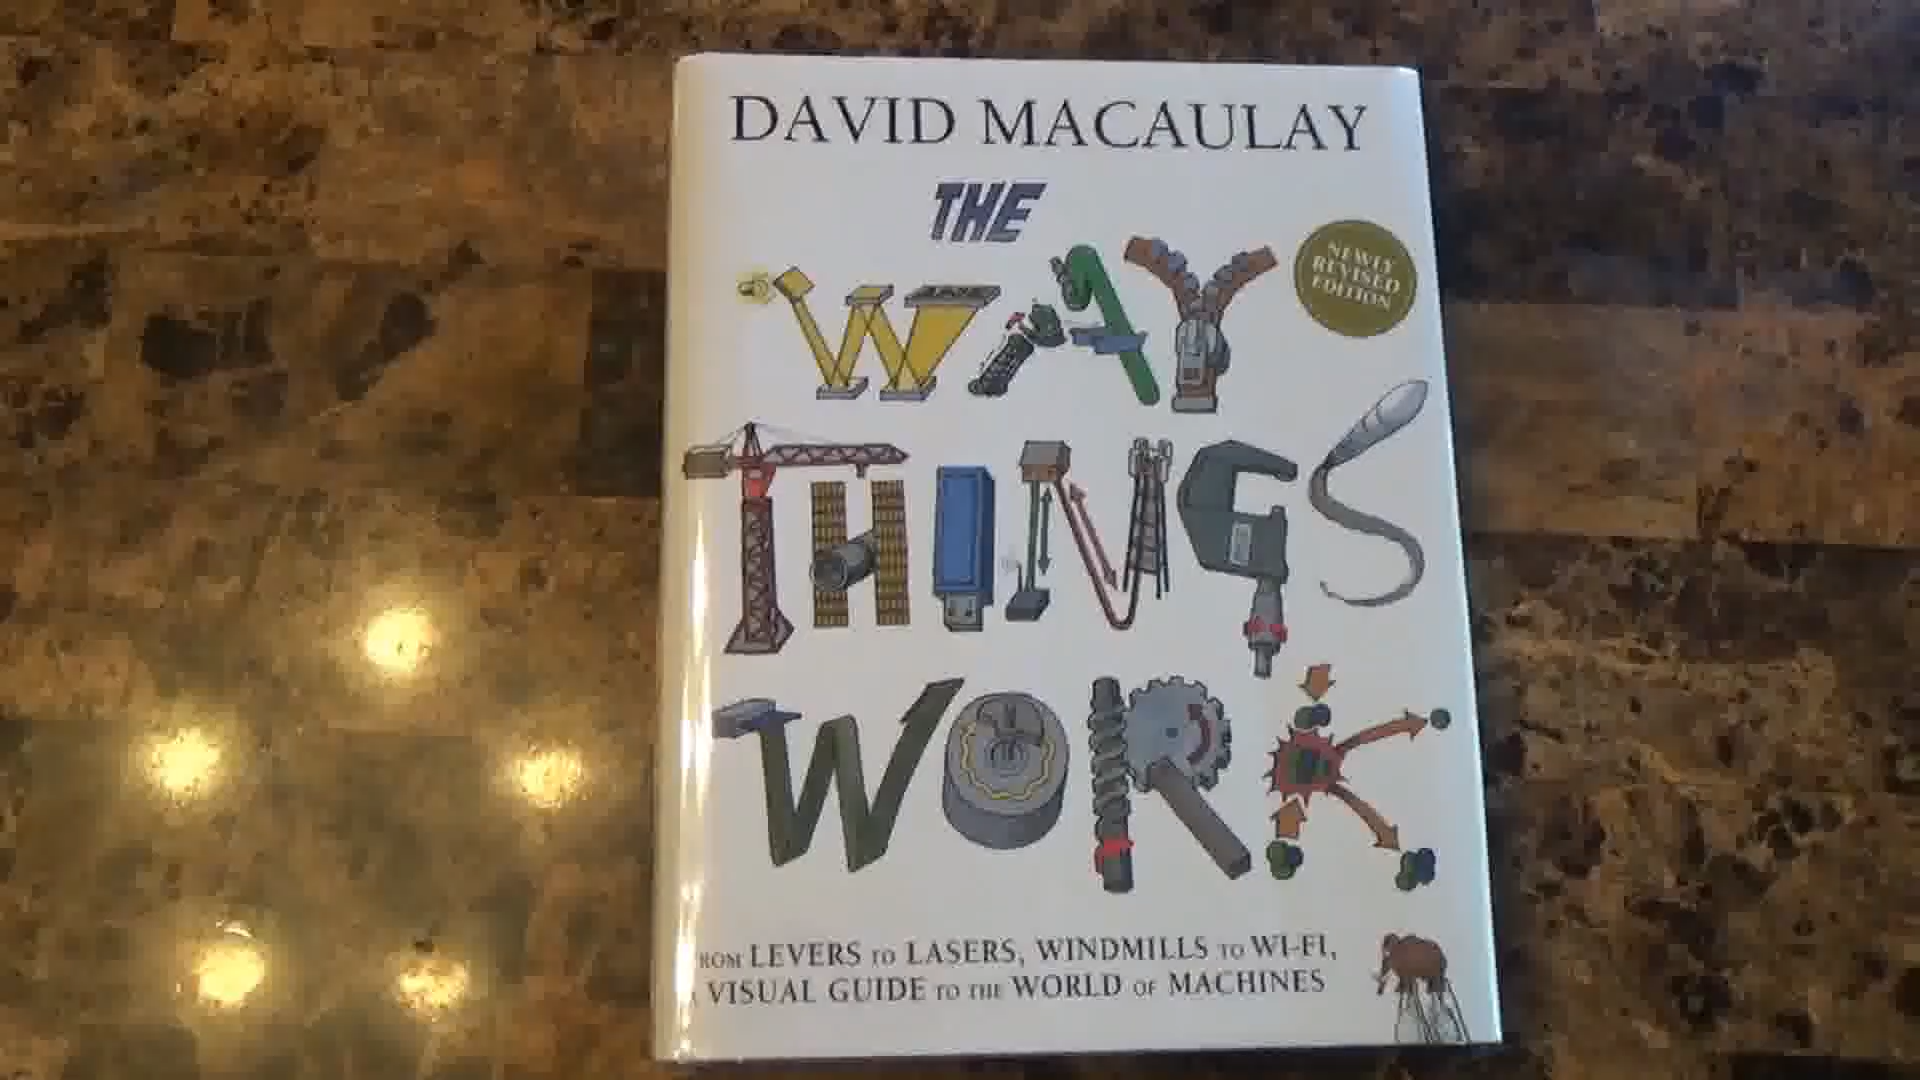 DAVID MACAULAY
THE
WAY
NEWLY
REVISED
EDITION
THINGS
WORK
ROM LEVERS TO LASERS, WINDMILLS TO WI-FI,
VISUAL GUIDE TO THE WORLD OF MACHINES